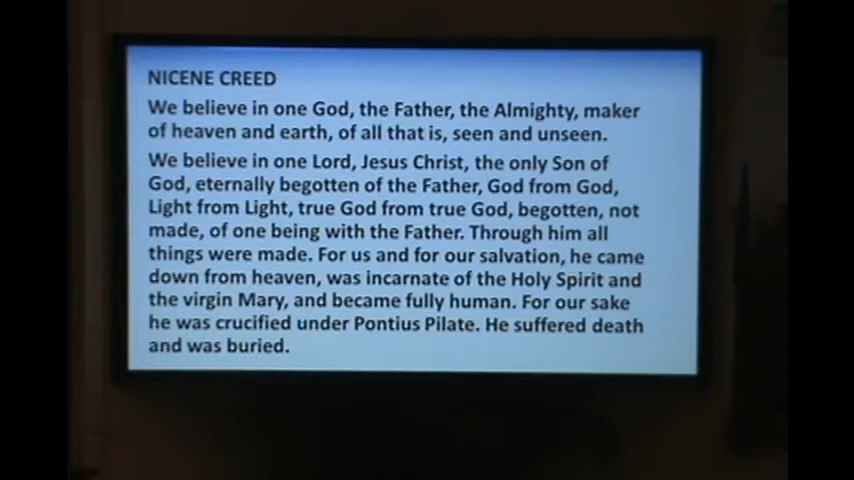 NICENE CREED
We believe in one God, the Father, the Almighty, maker
of heaven and earth, of all that is, seen and unseen.
We believe in one Lord, Jesus Christ, the only Son of
God, eternally begotten of the Father, God from God,
Light from Light, true God from true God, begotten, not
made, of one being with the Father. Through him all
things were made. For us and for our salvation, he came
down from heaven, was incarnate of the Holy Spirit and
the virgin Mary, and became fully human. For our sake
he was crucified under Pontius Pilate. He suffered death
and was buried.